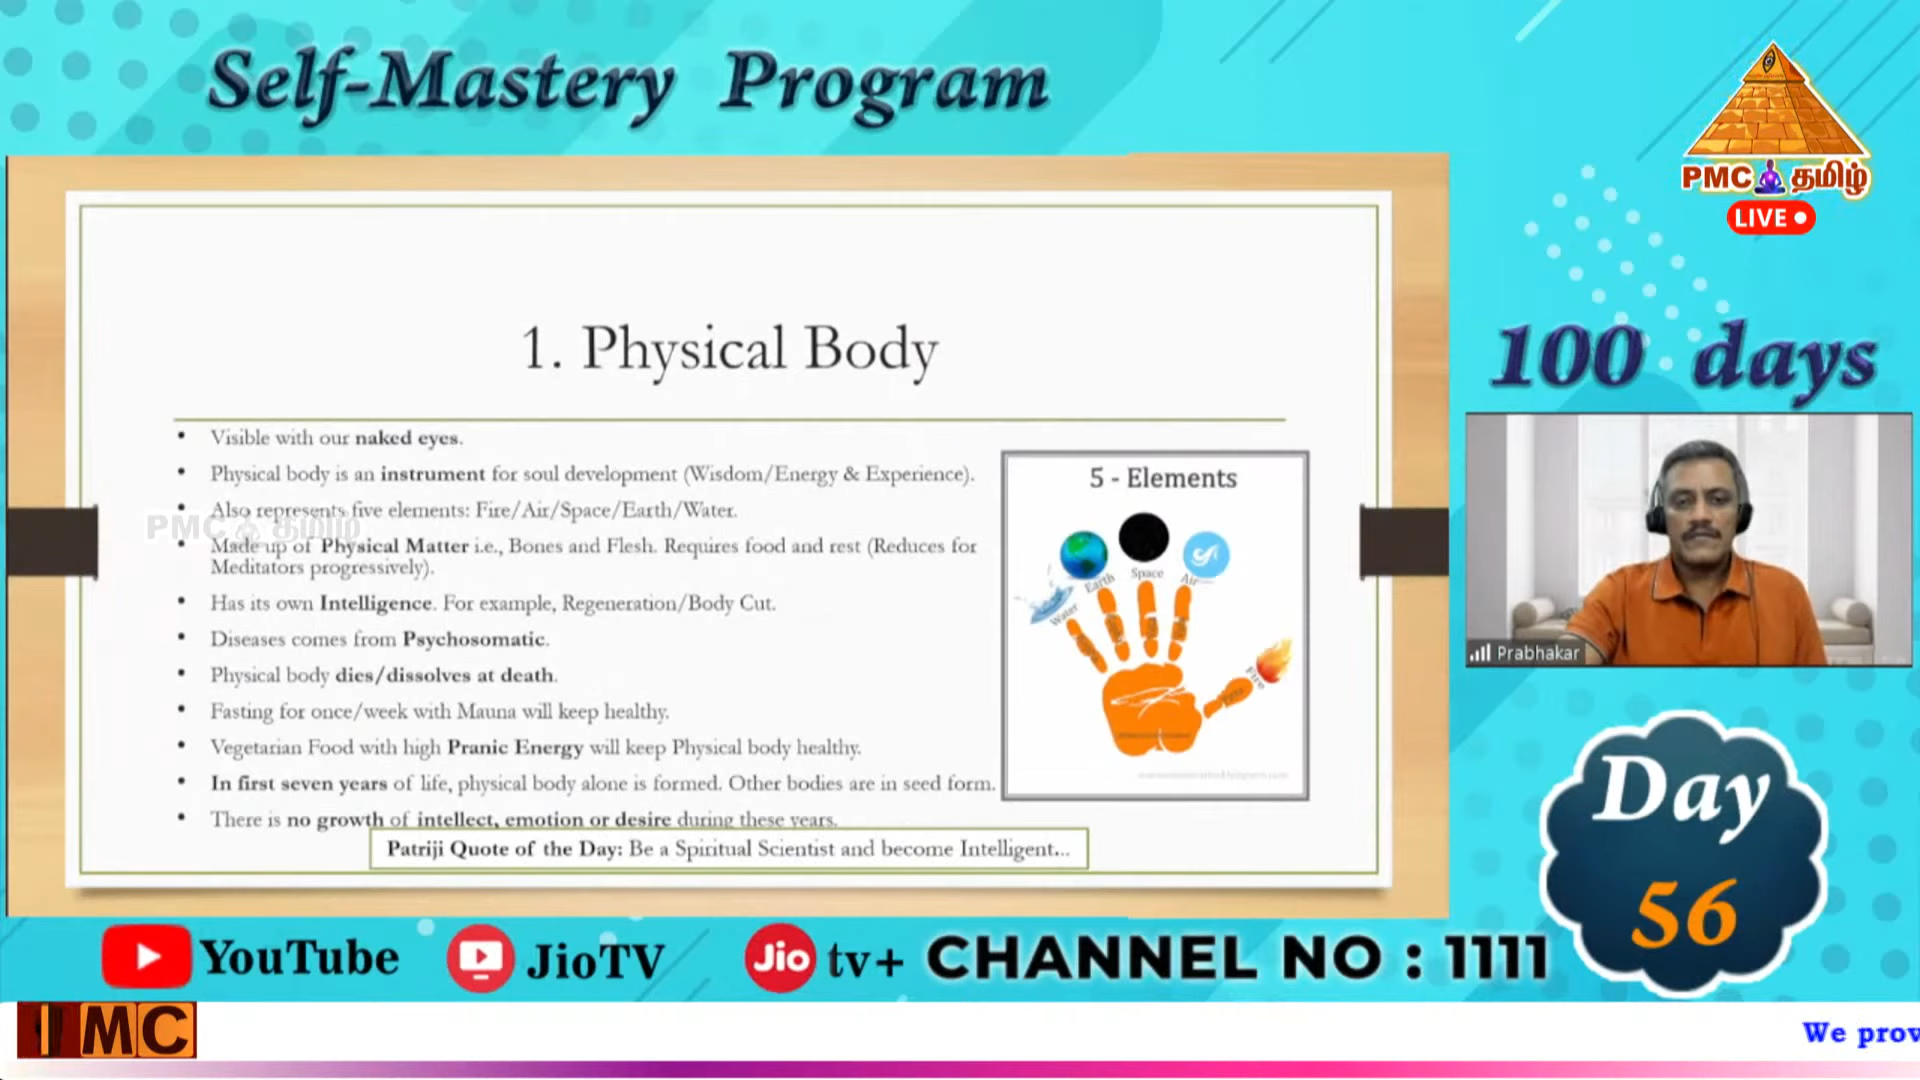 Self-Mastery Program
PMC தமிழ்
LIVE
1. Physical Body
• Visible with our naked eyes.
• Physical body is an instrument for soul development (Wisdom/Energy & Experience).
• Also represents five elements: Fire/Air/Space/Earth/Water.
PMC தமிழ்
• Made up of Physical Matter i.e., Bones and Flesh. Requires food and rest (Reduces for
Meditators progressively).
• Has its own Intelligence. For example, Regeneration/Body Cut.
• Diseases comes from Psychosomatic.
• Physical body dies/dissolves at death.
• Fasting for once/week with Mauna will keep healthy.
• Vegetarian Food with high Pranic Energy will keep Physical body healthy.
• In first seven years of life, physical body alone is formed. Other bodies are in seed form.
• There is no growth of intellect, emotion or desire during these years.
Patriji Quote of the Day: Be a Spiritual Scientist and become Intelligent...
5 - Elements
Water
Earth
Space
Air
Fire
100 days
Prabhakar
Day
56
YouTube
JioTV
Jio tv+
CHANNEL NO : 1111
MC
We prov